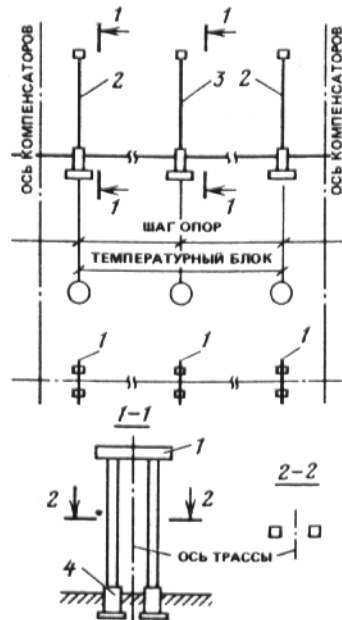 1 1
2 3 2
ОСЬ КОМПЕНСАТОРОВ
ОСЬ КОМПЕНСАТОРОВ
1 1
ШАГ ОПОР
ТЕМПЕРАТУРНЫЙ БЛОК
1 1 1
1-1
1
2 2
2-2
4
ОСЬ ТРАССЫ